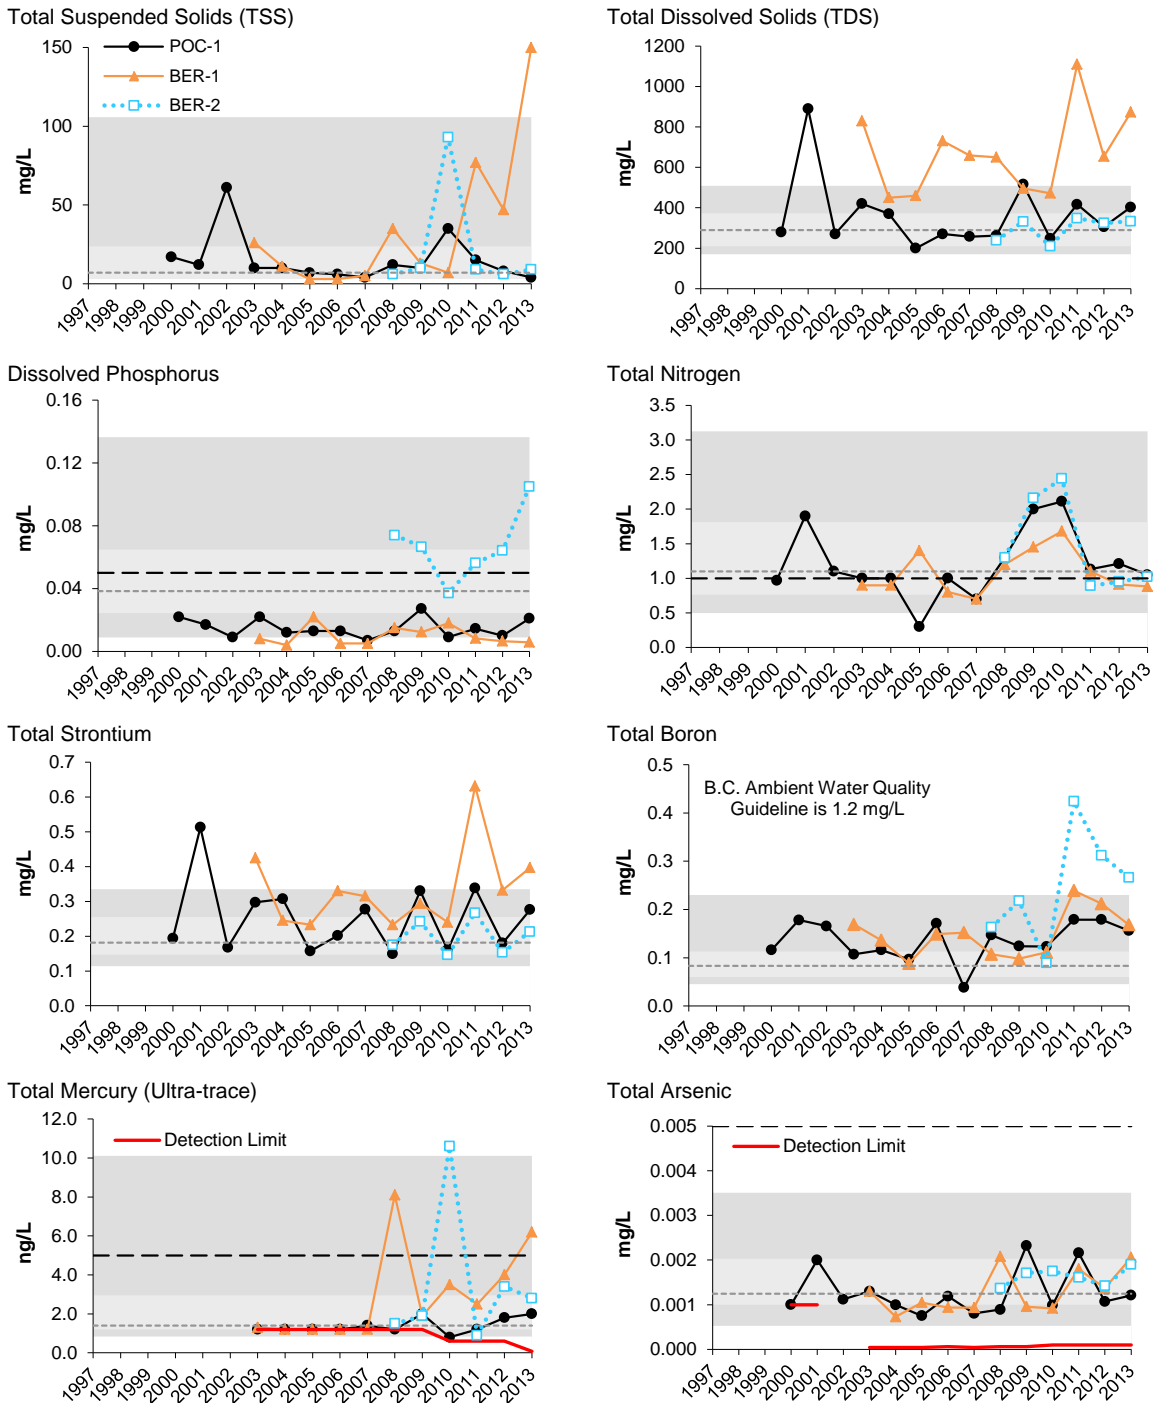 Total Suspended Solids (TSS)
150
100
50
0
mg/L
POC-1
BER-1
BER-2
1997 1998 1999 2000 2001 2002 2003 2004 2005 2006 2007 2008 2009 2010 2011 2012 2013
Total Dissolved Solids (TDS)
1200
1000
800
600
400
200
0
mg/L
1997 1998 1999 2000 2001 2002 2003 2004 2005 2006 2007 2008 2009 2010 2011 2012 2013
Dissolved Phosphorus
0.16
0.12
0.08
0.04
0.00
mg/L
1997 1998 1999 2000 2001 2002 2003 2004 2005 2006 2007 2008 2009 2010 2011 2012 2013
Total Nitrogen
3.5
3.0
2.5
2.0
1.5
1.0
0.5
0.0
mg/L
1997 1998 1999 2000 2001 2002 2003 2004 2005 2006 2007 2008 2009 2010 2011 2012 2013
Total Strontium
0.7
0.6
0.5
0.4
0.3
0.2
0.1
0.0
mg/L
1997 1998 1999 2000 2001 2002 2003 2004 2005 2006 2007 2008 2009 2010 2011 2012 2013
Total Boron
0.5
0.4
0.3
0.2
0.1
0.0
mg/L
B.C. Ambient Water Quality
Guideline is 1.2 mg/L
1997 1998 1999 2000 2001 2002 2003 2004 2005 2006 2007 2008 2009 2010 2011 2012 2013
Total Mercury (Ultra-trace)
12.0
10.0
8.0
6.0
4.0
2.0
0.0
ng/L
Detection Limit
1997 1998 1999 2000 2001 2002 2003 2004 2005 2006 2007 2008 2009 2010 2011 2012 2013
Total Arsenic
0.005
0.004
0.003
0.002
0.001
0.000
mg/L
Detection Limit
1997 1998 1999 2000 2001 2002 2003 2004 2005 2006 2007 2008 2009 2010 2011 2012 2013